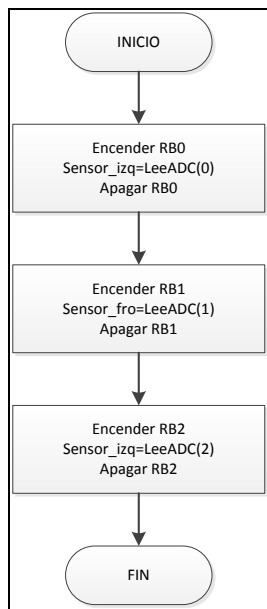 INICIO
Encender RB0
Sensor_izq=LeeADC(0)
Apagar RB0
Encender RB1
Sensor_fro=LeeADC(1)
Apagar RB1
Encender RB2
Sensor_izq=LeeADC(2)
Apagar RB2
FIN